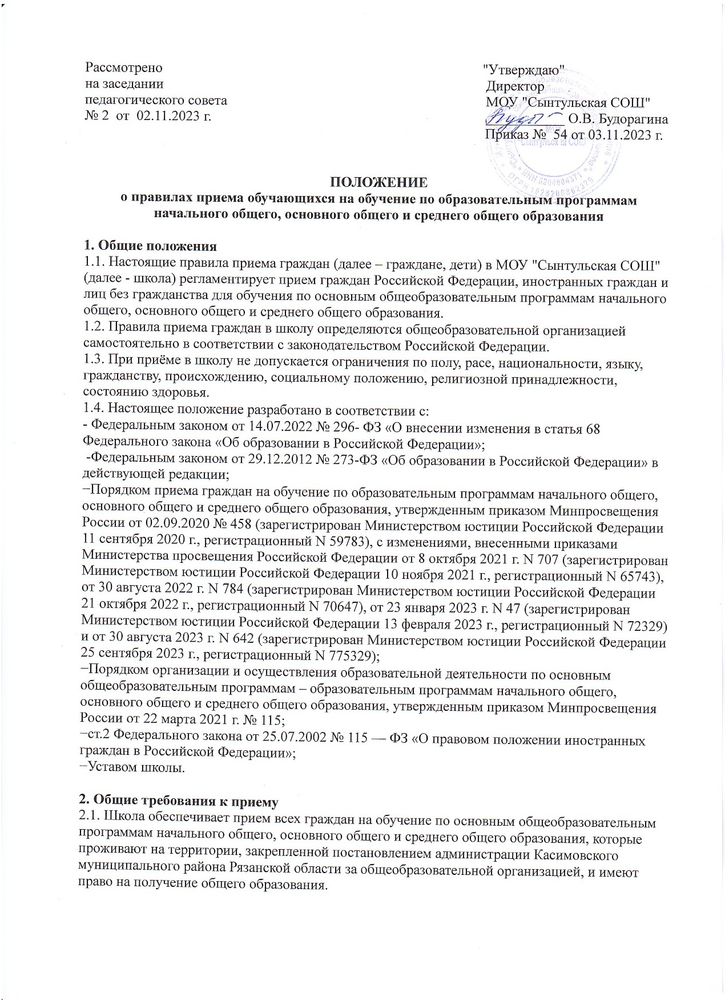 Рассмотрено
на заседании
педагогического совета
№ 2 от 02.11.2023 г.
"Утверждаю"
Директор
МОУ "Сынтульская СОШ"
О.В. Будорагина
Приказ № 54 от 03.11.2023 г.
"Сынтульская СОШ"
ИНН 6204004371
ОГРН 1026200862379
ПОЛОЖЕНИЕ
о правилах приема обучающихся на обучение по образовательным программам
начального общего, основного общего и среднего общего образования
1. Общие положения
1.1. Настоящие правила приема граждан (далее – граждане, дети) в МОУ "Сынтульская СОШ"
(далее - школа) регламентирует прием граждан Российской Федерации, иностранных граждан и
лиц без гражданства для обучения по основным общеобразовательным программам начального
общего, основного общего и среднего общего образования.
1.2. Правила приема граждан в школу определяются общеобразовательной организацией
самостоятельно в соответствии с законодательством Российской Федерации.
1.3. При приёме в школу не допускается ограничения по полу, расе, национальности, языку,
гражданству, происхождению, социальному положению, религиозной принадлежности,
состоянию здоровья.
1.4. Настоящее положение разработано в соответствии с:
- Федеральным законом от 14.07.2022 № 296- ФЗ «О внесении изменения в статья 68
Федерального закона «Об образовании в Российской Федерации»;
-Федеральным законом от 29.12.2012 № 273-ФЗ «Об образовании в Российской Федерации» в
действующей редакции;
−Порядком приема граждан на обучение по образовательным программам начального общего,
основного общего и среднего общего образования, утвержденным приказом Минпросвещения
России от 02.09.2020 № 458 (зарегистрирован Министерством юстиции Российской Федерации
11 сентября 2020 г., регистрационный N 59783), с изменениями, внесенными приказами
Министерства просвещения Российской Федерации от 8 октября 2021 г. N 707 (зарегистрирован
Министерством юстиции Российской Федерации 10 ноября 2021 г., регистрационный N 65743),
от 30 августа 2022 г. N 784 (зарегистрирован Министерством юстиции Российской Федерации
21 октября 2022 г., регистрационный N 70647), от 23 января 2023 г. N 47 (зарегистрирован
Министерством юстиции Российской Федерации 13 февраля 2023 г., регистрационный N 72329)
и от 30 августа 2023 г. N 642 (зарегистрирован Министерством юстиции Российской Федерации
25 сентября 2023 г., регистрационный N 775329);
−Порядком организации и осуществления образовательной деятельности по основным
общеобразовательным программам – образовательным программам начального общего,
основного общего и среднего общего образования, утвержденным приказом Минпросвещения
России от 22 марта 2021 г. № 115;
−ст.2 Федерального закона от 25.07.2002 № 115 — ФЗ «О правовом положении иностранных
граждан в Российской Федерации»;
−Уставом школы.
2. Общие требования к приему
2.1. Школа обеспечивает прием всех граждан на обучение по основным общеобразовательным
программам начального общего, основного общего и среднего общего образования, которые
проживают на территории, закрепленной постановлением администрации Касимовского
муниципального района Рязанской области за общеобразовательной организацией, и имеют
право на получение общего образования.